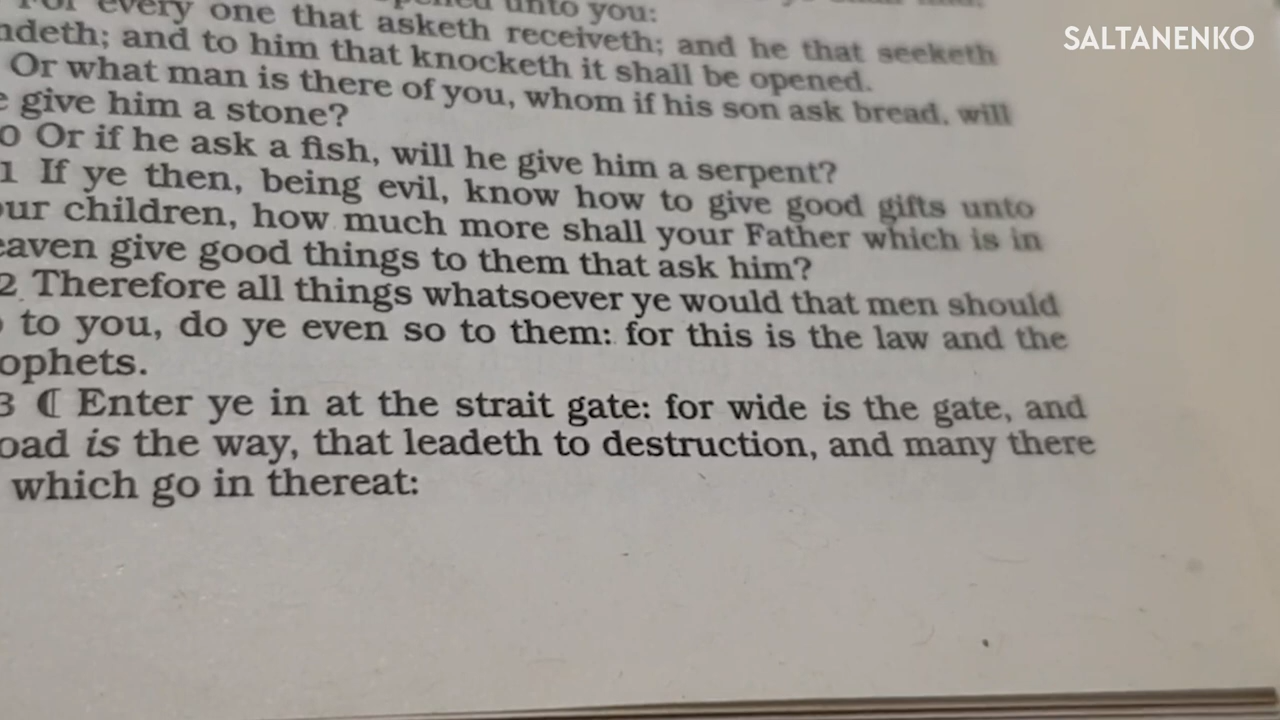 For every one that asketh receiveth; and he that seeketh
SALTANENKO
ndeth; and to him that knocketh it shall be opened.
Or what man is there of you, whom if his son ask bread, will
e give him a stone?
0 Or if he ask a fish, will he give him a serpent?
1 If ye then, being evil, know how to give good gifts unto
our children, how much more shall your Father which is in
eaven give good things to them that ask him?
2 Therefore all things whatsoever ye would that men should
to you, do ye even so to them: for this is the law and the
ophets.
3 ⁌ Enter ye in at the strait gate: for wide is the gate, and
oad is the way, that leadeth to destruction, and many there
which go in thereat: